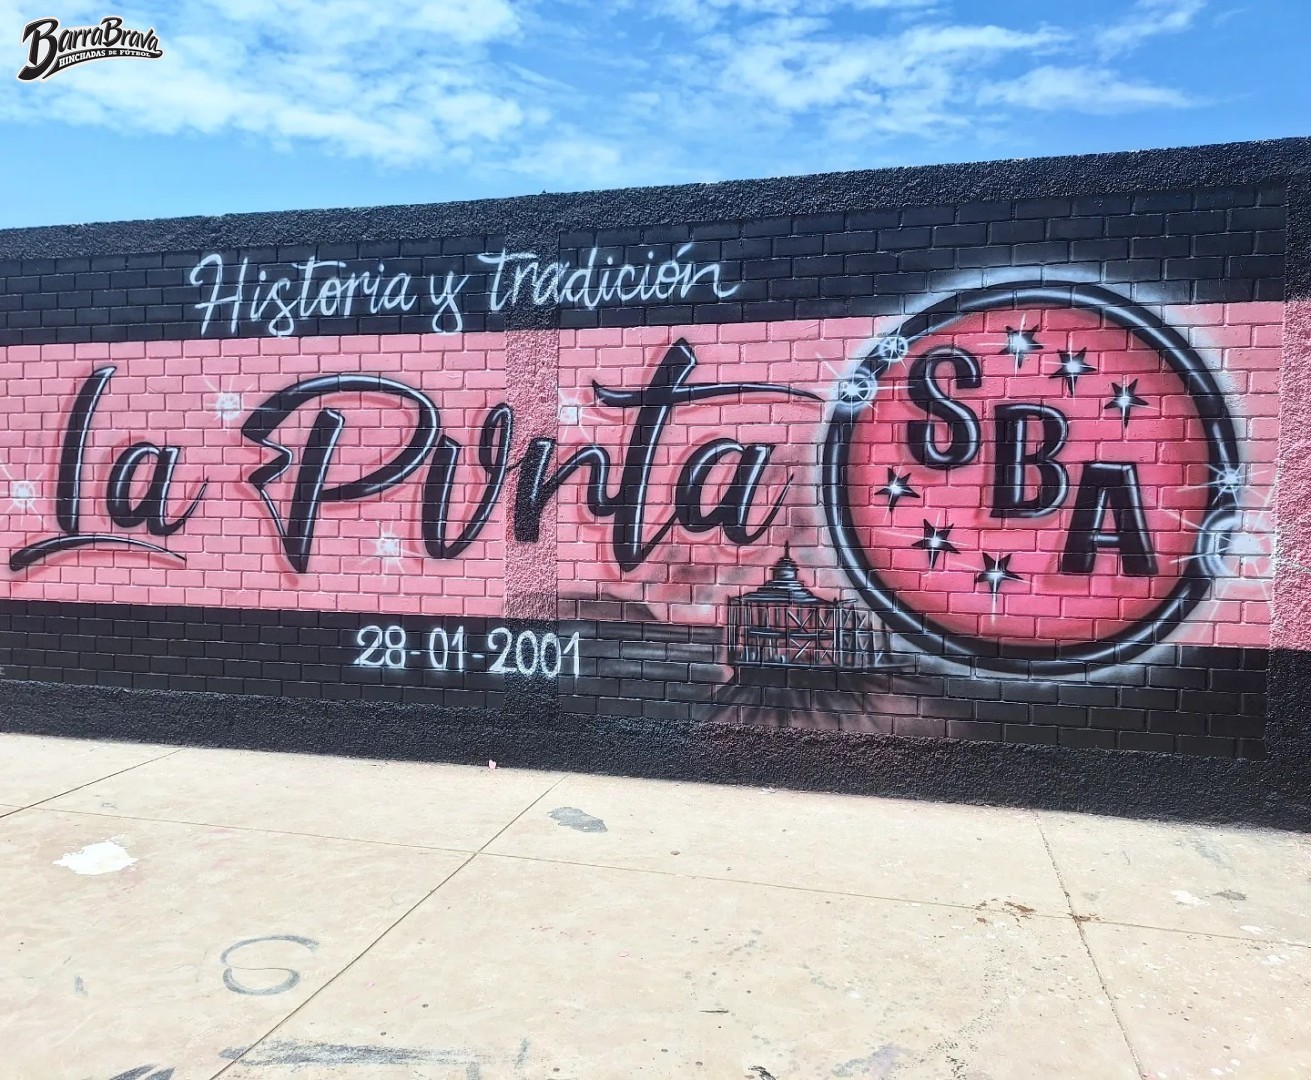 BarraBrava
HINCHADAS DE FÚTBOL
Historia y tradición
La Punta
SBA
28-01-2001